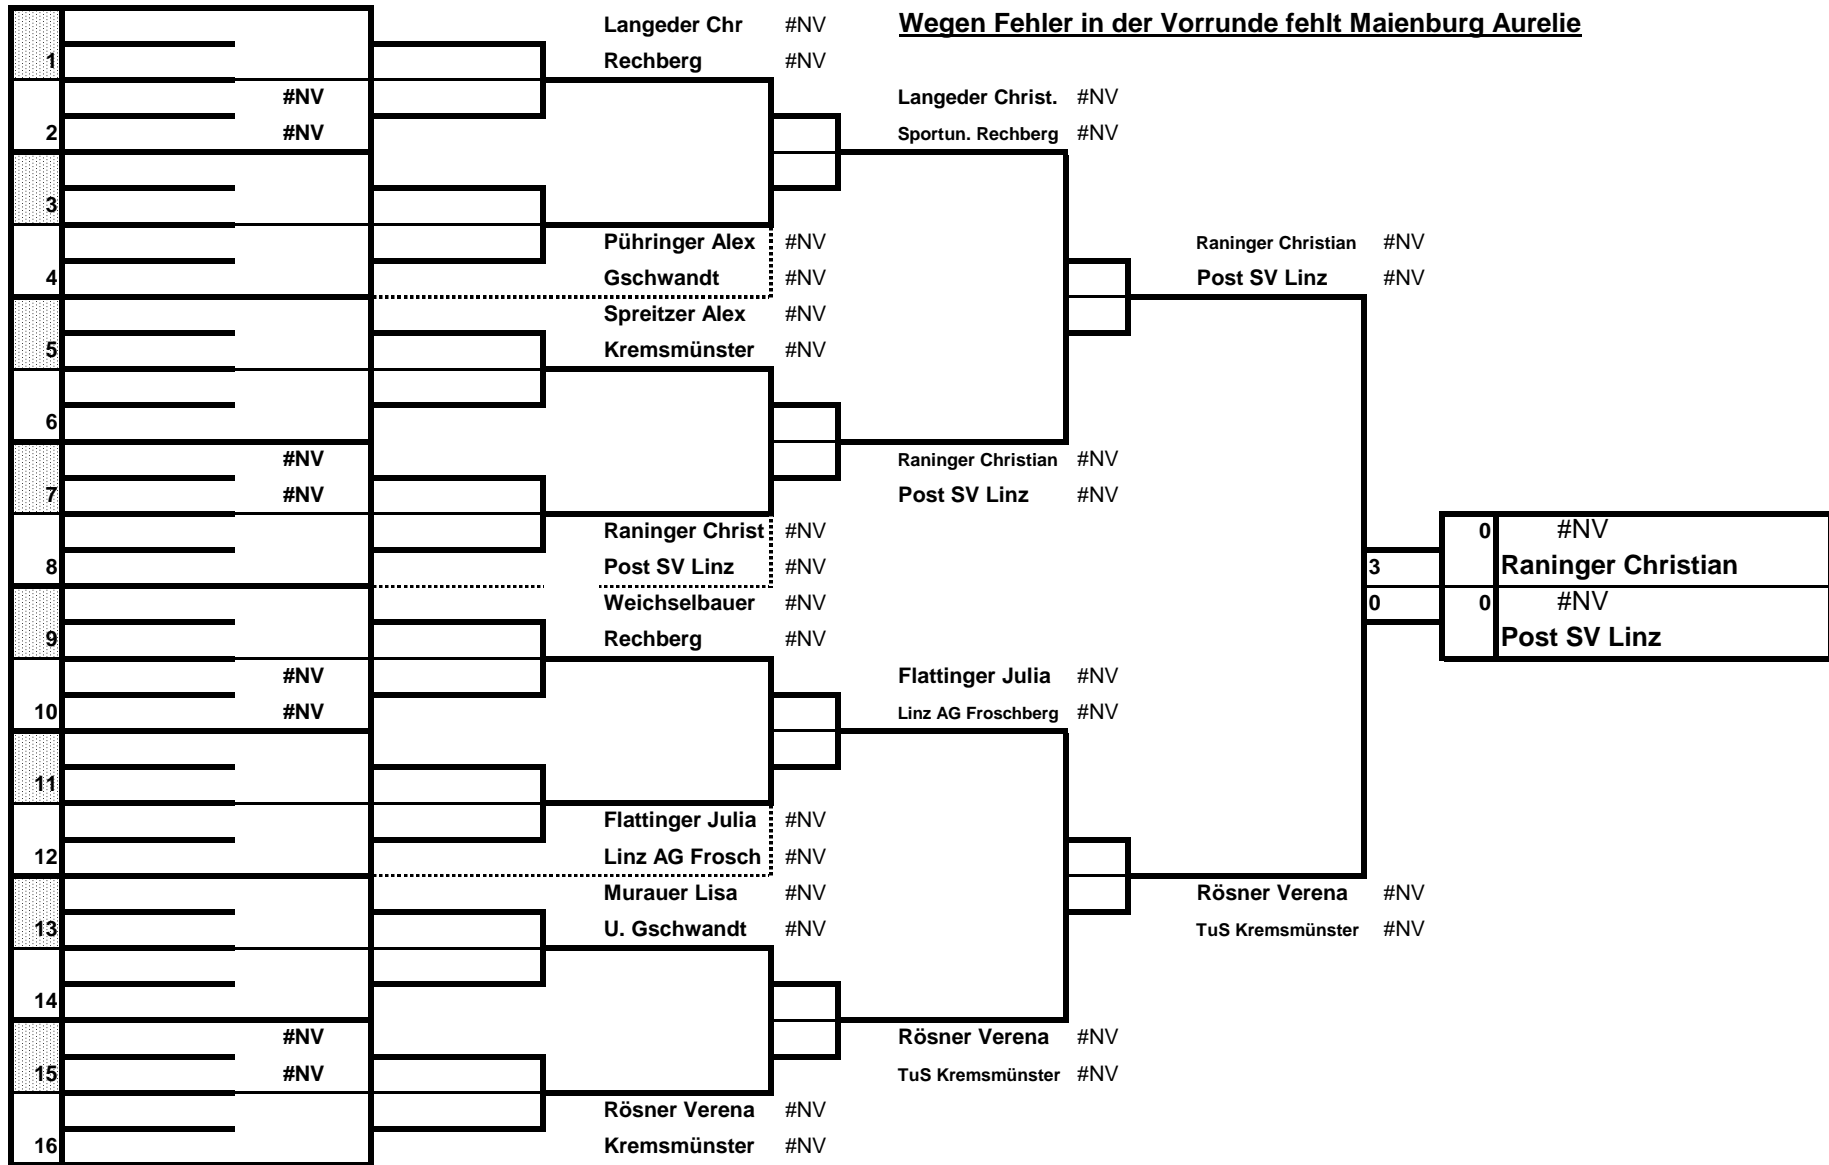 Langeder Chr #NV Wegen Fehler in der Vorrunde fehlt Maienburg Aurelie
1 Rechberg #NV
#NV Langeder Christ. #NV
2 #NV Sportun. Rechberg #NV
3
Pühringer Alex #NV Raninger Christian #NV
4 Gschwandt #NV Post SV Linz #NV
Spreitzer Alex #NV
5 Kremsmünster #NV
6
#NV Raninger Christian #NV
7 #NV Post SV Linz #NV
Raninger Christ #NV 0 #NV
8 Post SV Linz #NV 3 Raninger Christian
Weichselbauer #NV 0 0 #NV
9 Rechberg #NV Post SV Linz
#NV Flattinger Julia #NV
10 #NV Linz AG Froschberg #NV
11
Flattinger Julia #NV
12 Linz AG Frosch #NV
Murauer Lisa #NV Rösner Verena #NV
13 U. Gschwandt #NV TuS Kremsmünster #NV
14
#NV Rösner Verena #NV
15 #NV TuS Kremsmünster #NV
Rösner Verena #NV
16 Kremsmünster #NV